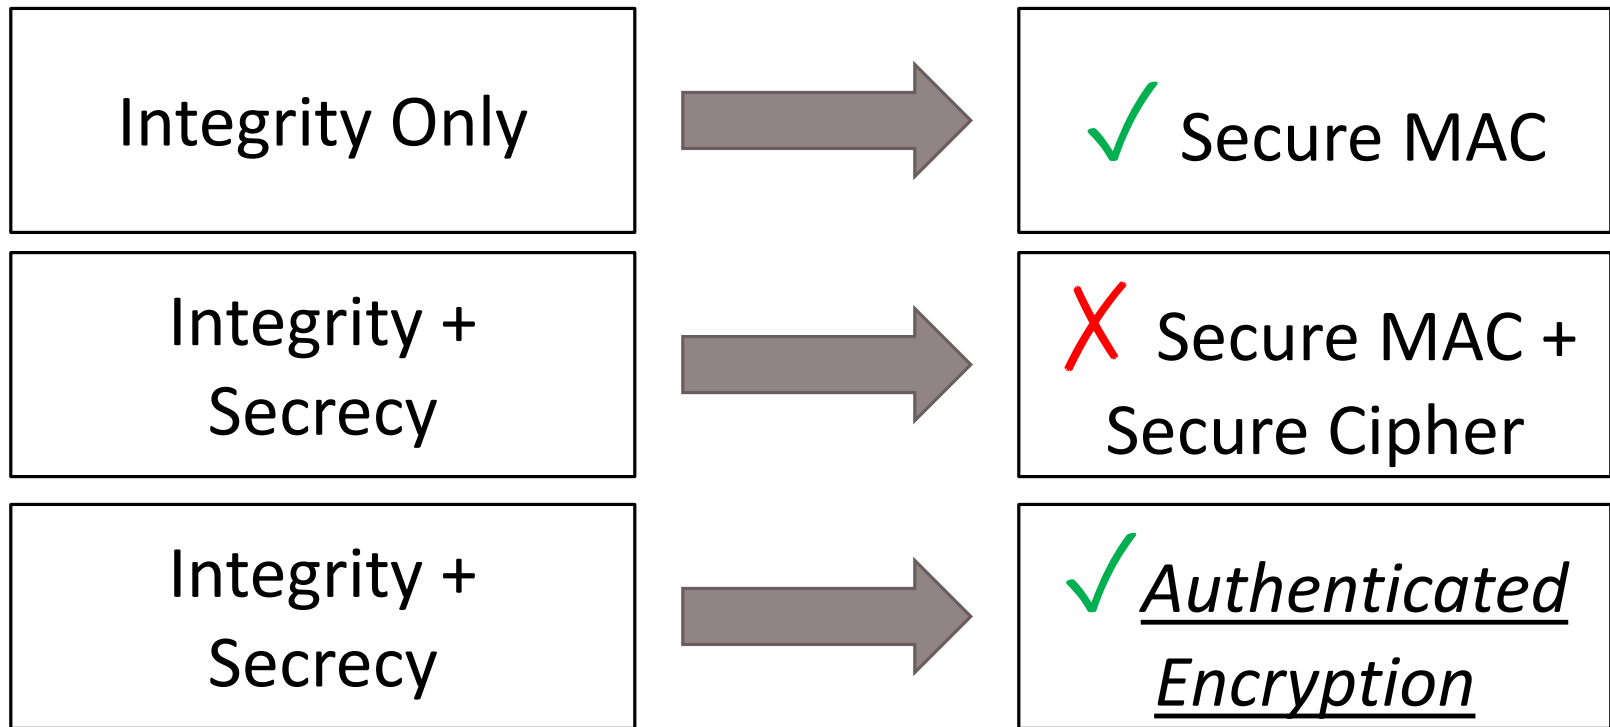 Integrity Only
✓ Secure MAC
Integrity +
Secrecy
✗ Secure MAC +
Secure Cipher
Integrity +
Secrecy
✓ Authenticated
Encryption